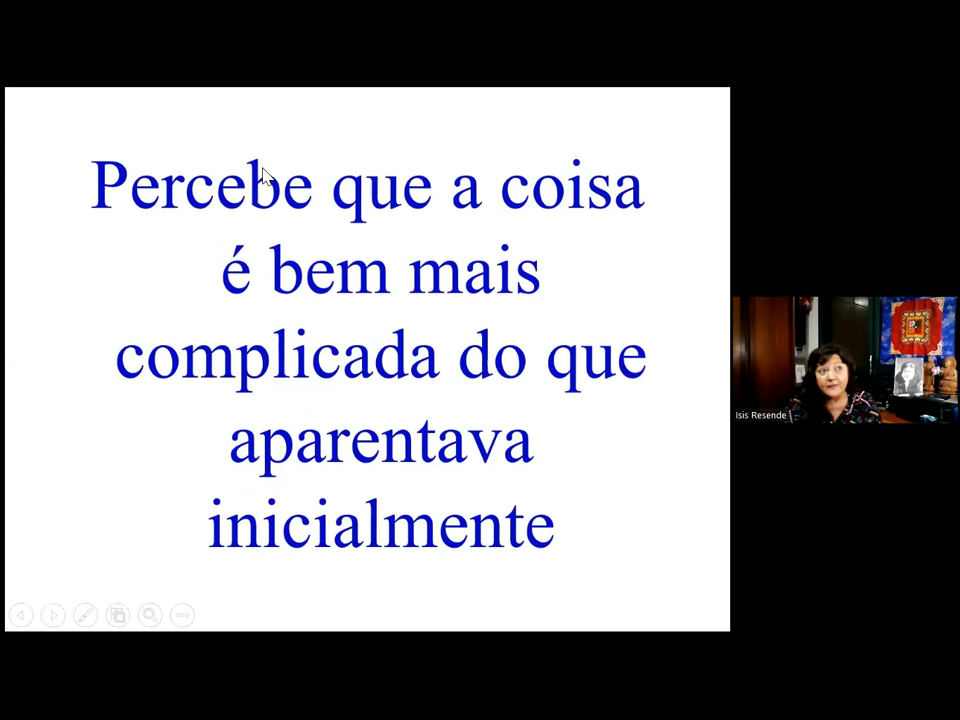 Percebe que a coisa
é bem mais
complicada do que
aparentava
inicialmente
Isis Resende